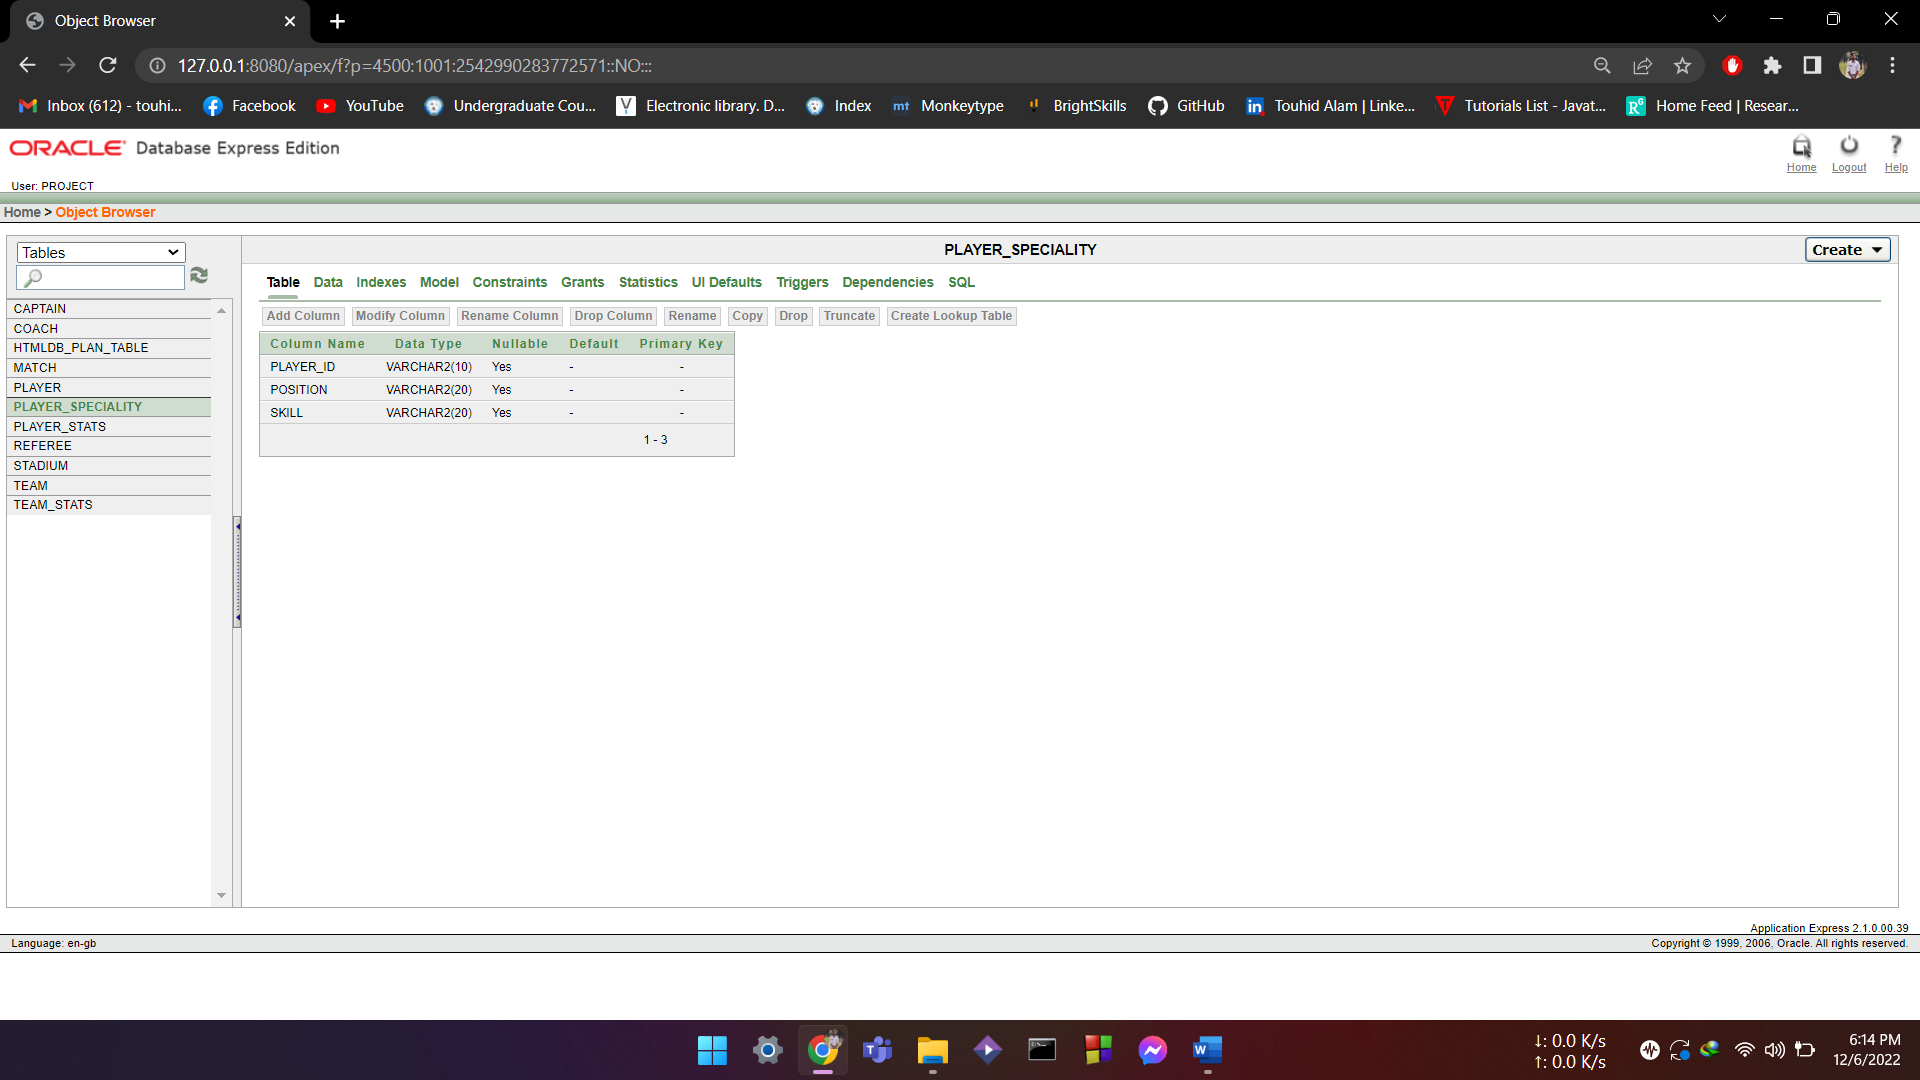 Object Browser
127.0.0.1:8080/apex/f?p=4500:1001:2542990283772571::NO:::
Inbox (612) - touhi... Facebook YouTube Undergraduate Cou... Electronic library. D... Index mt Monkeytype BrightSkills GitHub Touhid Alam | Linke... Tutorials List - Javat... Home Feed | Resear...
ORACLE Database Express Edition
Home Logout Help
User: PROJECT
Home > Object Browser
Tables
PLAYER_SPECIALITY
Create
Table Data Indexes Model Constraints Grants Statistics UI Defaults Triggers Dependencies SQL
Add Column Modify Column Rename Column Drop Column Rename Copy Drop Truncate Create Lookup Table
CAPTAIN
COACH
HTMLDB_PLAN_TABLE
MATCH
PLAYER
PLAYER_SPECIALITY
PLAYER_STATS
REFEREE
STADIUM
TEAM
TEAM_STATS
Column Name Data Type Nullable Default Primary Key
PLAYER_ID VARCHAR2(10) Yes - -
POSITION VARCHAR2(20) Yes - -
SKILL VARCHAR2(20) Yes - -
1 - 3
Application Express 2.1.0.00.39
Language: en-gb
Copyright © 1999, 2006, Oracle. All rights reserved.
↓: 0.0 K/s
↑: 0.0 K/s
6:14 PM
12/6/2022